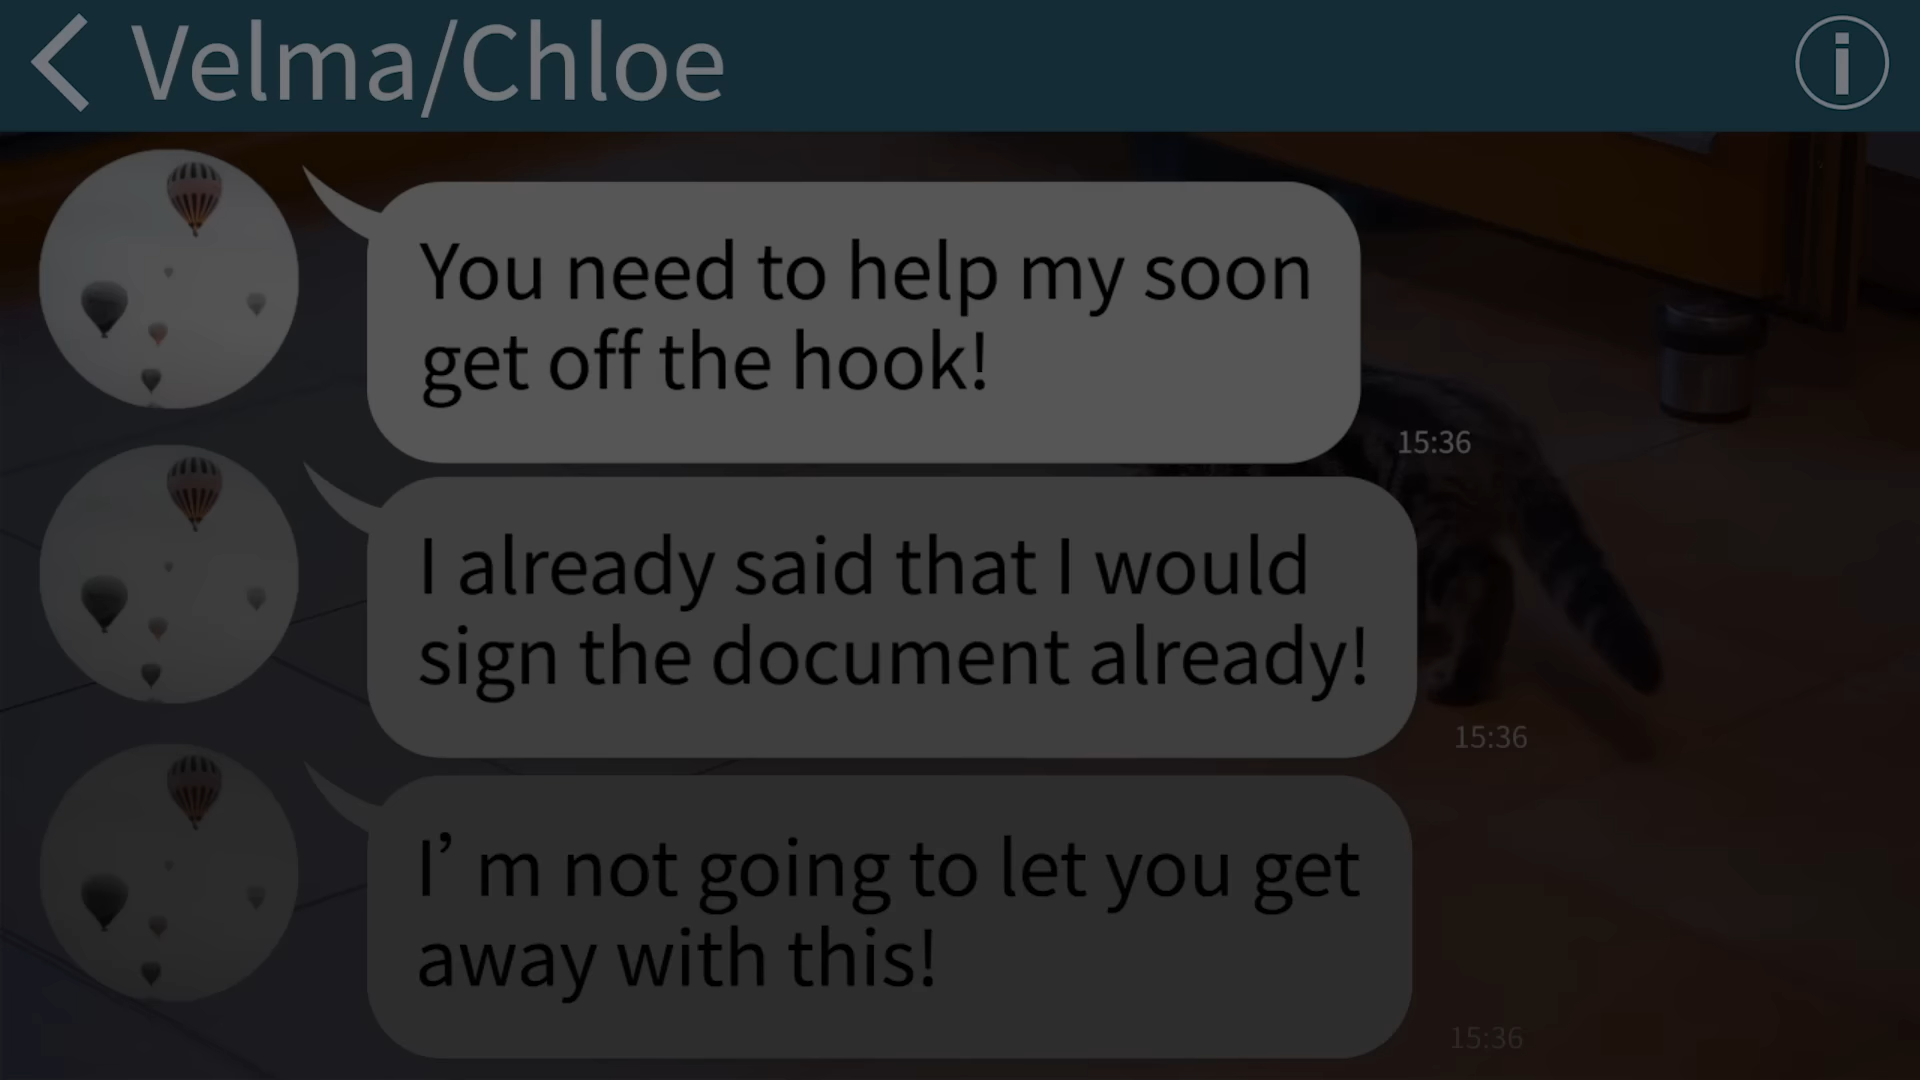 Velma/Chloe
You need to help my soon
get off the hook!
15:36
I already said that I would
sign the document already!
15:36
I’m not going to let you get
away with this!
15:36